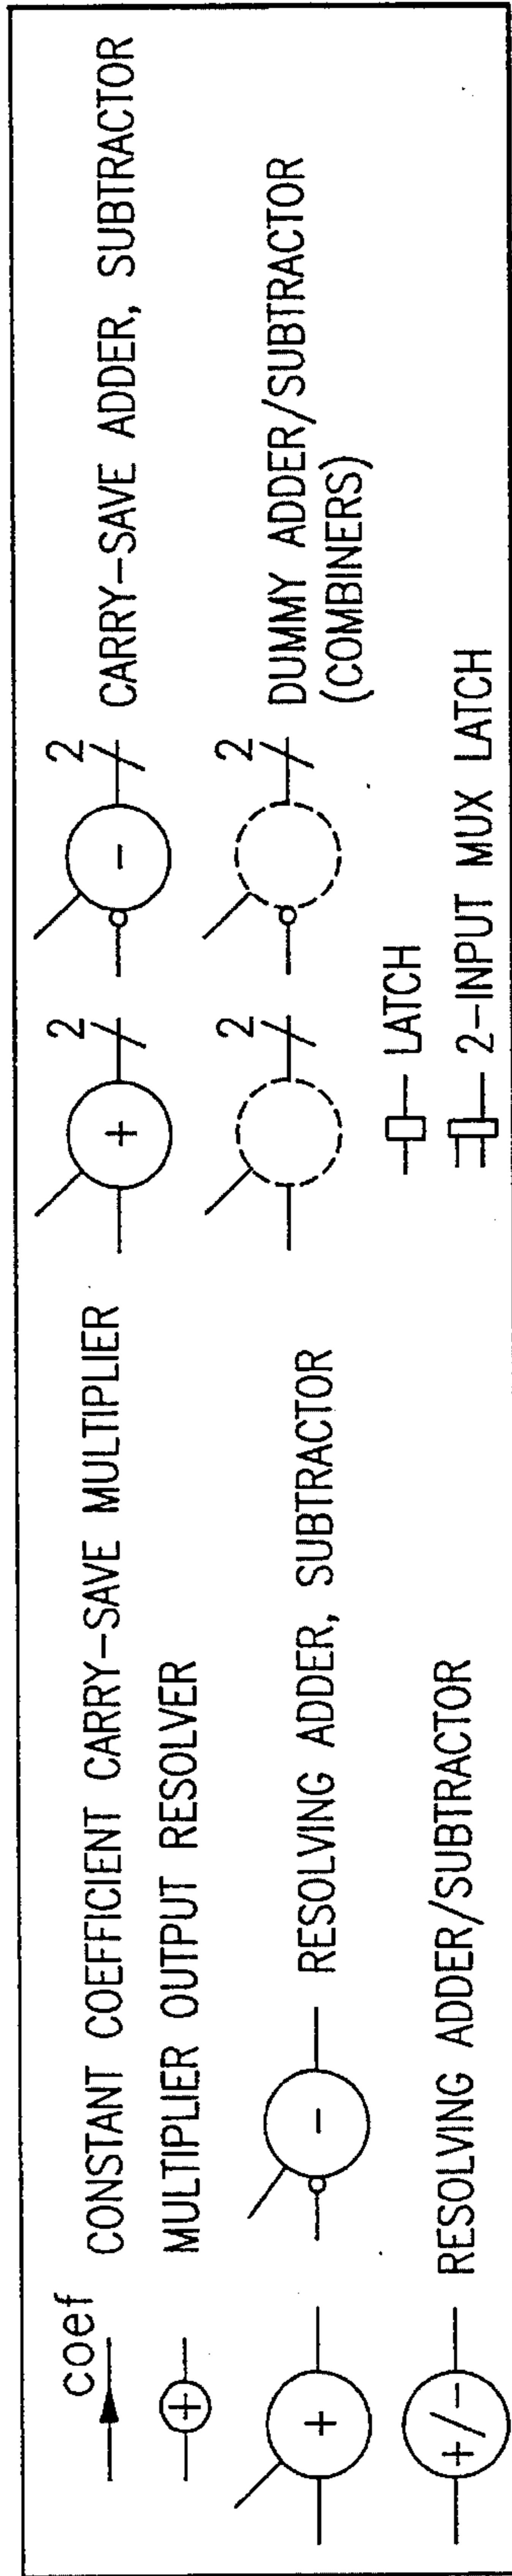 coef
CONSTANT COEFFICIENT CARRY-SAVE MULTIPLIER
MULTIPLIER OUTPUT RESOLVER
+
+
-
RESOLVING ADDER, SUBTRACTOR
+/-
RESOLVING ADDER/SUBTRACTOR
+
2
-
2
CARRY-SAVE ADDER, SUBTRACTOR
2
2
DUMMY ADDER/SUBTRACTOR
(COMBINERS)
LATCH
2-INPUT MUX LATCH